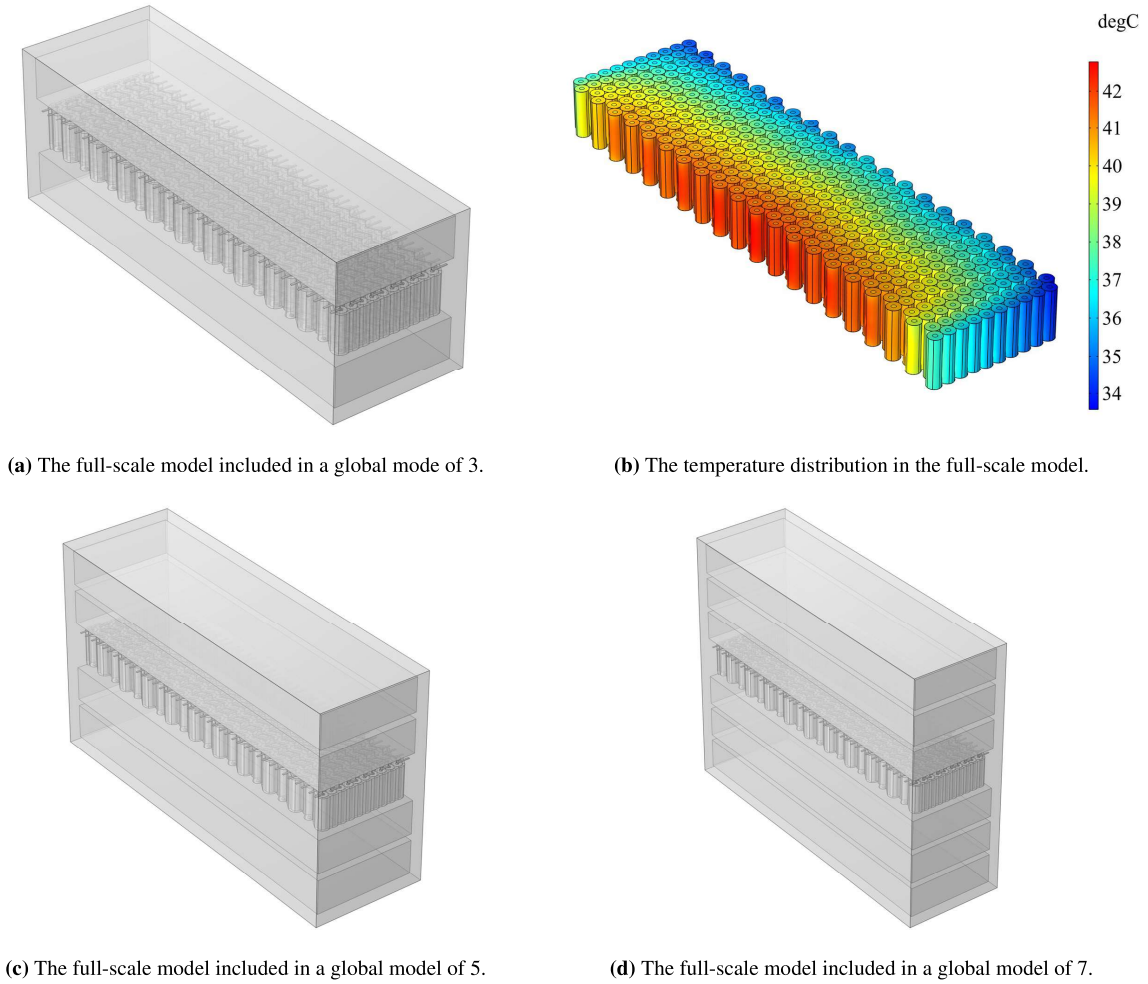 degC
42
41
40
39
38
37
36
35
34
(a) The full-scale model included in a global mode of 3.
(b) The temperature distribution in the full-scale model.
(c) The full-scale model included in a global model of 5.
(d) The full-scale model included in a global model of 7.